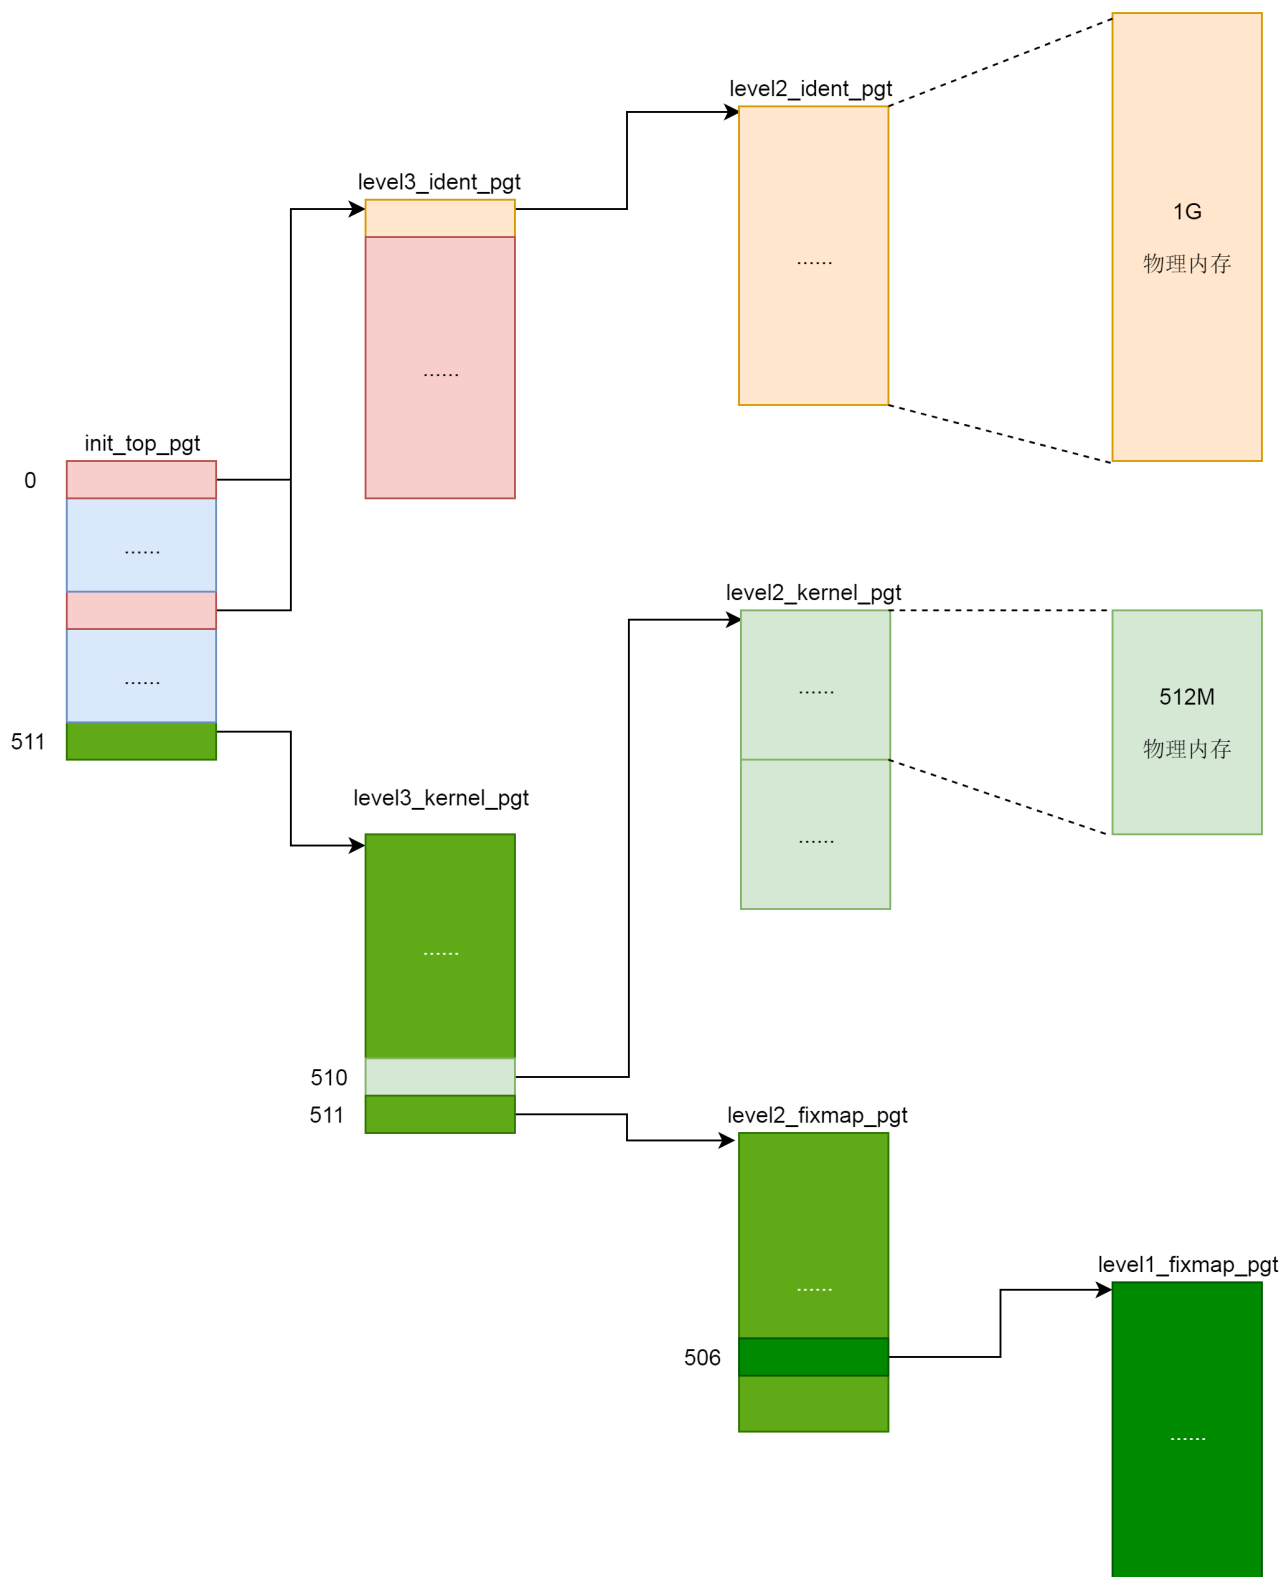 level2_ident_pgt
......
1G
物理内存
level3_ident_pgt
......
init_top_pgt
0
......
......
511
level2_kernel_pgt
......
......
512M
物理内存
level3_kernel_pgt
......
510
511
level2_fixmap_pgt
......
506
level1_fixmap_pgt
......